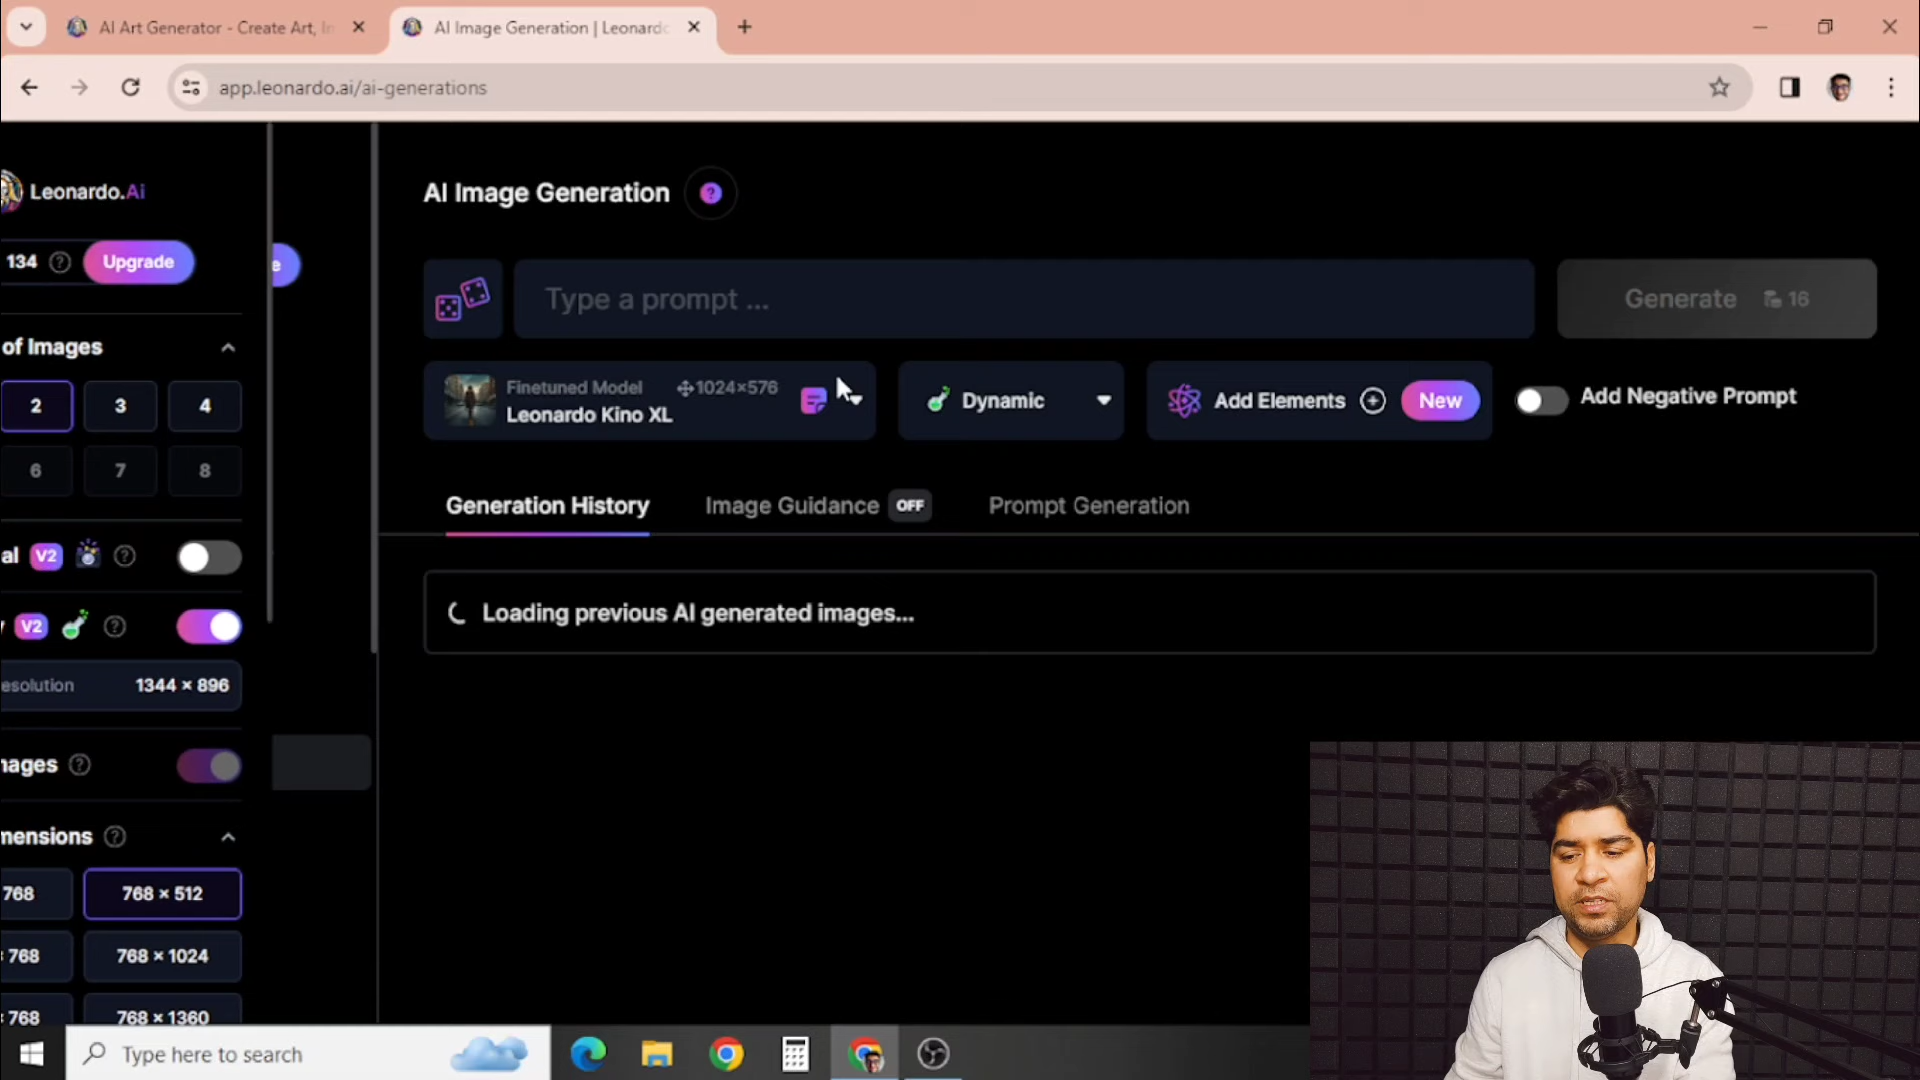 AI Art Generator - Create Art, I
AI Image Generation | Leonardo
app.leonardo.ai/ai-generations
Leonardo.Ai
134
Upgrade
e
of Images
2
3
4
6
7
8
al V2
V2
esolution 1344 × 896
nages
mensions
768
768 × 512
768
768 × 1024
768
768 × 1360
AI Image Generation
Type a prompt ...
Generate 16
Finetuned Model 1024×576
Leonardo Kino XL
Dynamic
Add Elements
New
Add Negative Prompt
Generation History
Image Guidance OFF
Prompt Generation
Loading previous AI generated images...
Type here to search